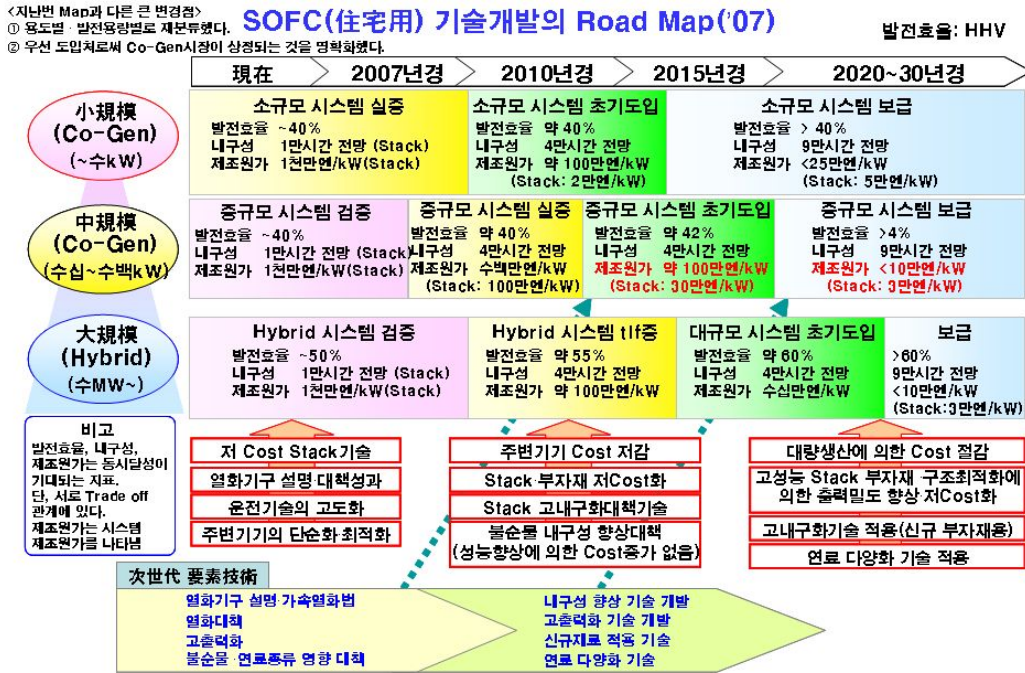 <지난번 Map과 다른 큰 변경점>
① 용도별·발전용량별로 재분류했다.
② 우선 도입처로써 Co-Gen시장이 상정되는 것을 명확화했다.
SOFC(住宅用) 기술개발의 Road Map('07)
발전효율: HHV
現在
2007년경
2010년경
2015년경
2020~30년경
小規模
(Co-Gen)
(~수kW)
소규모 시스템 실증
발전효율 ~40%
내구성 1만시간 전망 (Stack)
제조원가 1천만엔/kW(Stack)
소규모 시스템 초기도입
발전효율 약 40%
내구성 4만시간 전망
제조원가 약 100만엔/kW
(Stack: 2만엔/kW)
소규모 시스템 보급
발전효율 > 40%
내구성 9만시간 전망
제조원가 <25만엔/kW
(Stack: 5만엔/kW)
中規模
(Co-Gen)
(수십~수백kW)
중규모 시스템 검증
발전효율 ~40%
내구성 1만시간 전망 (Stack)
제조원가 1천만엔/kW(Stack)
중규모 시스템 실증
발전효율 약 40%
내구성 4만시간 전망
제조원가 수백만엔/kW
(Stack: 100만엔/kW)
중규모 시스템 초기도입
발전효율 약 42%
내구성 4만시간 전망
제조원가 약 100만엔/kW
(Stack: 30만엔/kW)
중규모 시스템 보급
발전효율 >4%
내구성 9만시간 전망
제조원가 <10만엔/kW
(Stack: 3만엔/kW)
大規模
(Hybrid)
(수MW~)
Hybrid 시스템 검증
발전효율 ~50%
내구성 1만시간 전망 (Stack)
제조원가 1천만엔/kW(Stack)
Hybrid 시스템 tlf증
발전효율 약 55%
내구성 4만시간 전망
제조원가 약 100만엔/kW
대규모 시스템 초기도입
발전효율 약 60%
내구성 4만시간 전망
제조원가 수십만엔/kW
보급
>60%
9만시간 전망
<10만엔/kW
(Stack:3만엔/kW)
비고
발전효율, 내구성,
제조원가는 동시달성이
기대되는 지표.
단, 서로 Trade off
관계에 있다.
제조원가는 시스템
제조원가를 나타냄
저 Cost Stack기술
열화기구 설명·대책성과
운전기술의 고도화
주변기기의 단순화·최적화
주변기기 Cost 저감
Stack·부자재 저Cost화
Stack 고내구화대책기술
불순물 내구성 향상대책
(성능향상에 의한 Cost증가 없음)
대량생산에 의한 Cost 절감
고성능 Stack 부자재·구조최적화에
의한 출력밀도 향상·저Cost화
고내구화기술 적용(신규 부자재용)
연료 다양화 기술 적용
次世代 要素技術
열화기구 설명·가속열화법
열화대책
고출력화
불순물·연료종류 영향 대책
내구성 향상 기술 개발
고출력화 기술 개발
신규재료 적용 기술
연료 다양화 기술